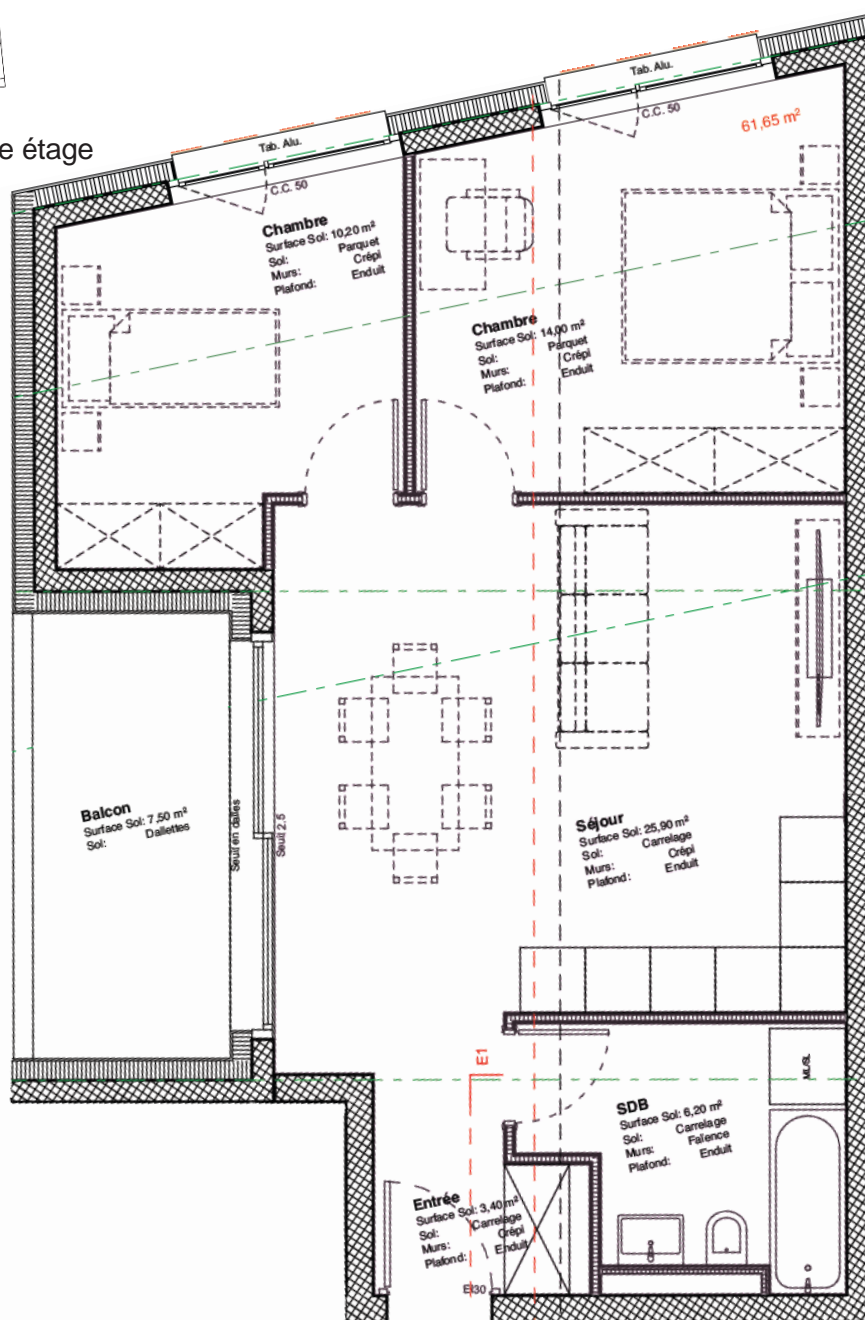 e étage
Tab. Alu.
C.C. 50
Tab. Alu.
C.C. 50
61,65 m²
Chambre
Surface Sol: 10,20 m²
Sol: Parquet
Murs: Crépi
Plafond: Enduit
Chambre
Surface Sol: 14,00 m²
Sol: Parquet
Murs: Crépi
Plafond: Enduit
Balcon
Surface Sol: 7,50 m²
Sol: Dallettes
Seuil en dalles
Seuil 2.5
Séjour
Surface Sol: 25,90 m²
Sol: Carrelage
Murs: Crépi
Plafond: Enduit
E1
ML/SL
SDB
Surface Sol: 6,20 m²
Sol: Carrelage
Murs: Faïence
Plafond: Enduit
Entrée
Surface Sol: 3,40 m²
Sol: Carrelage
Murs: Crépi
Plafond: Enduit
EI30